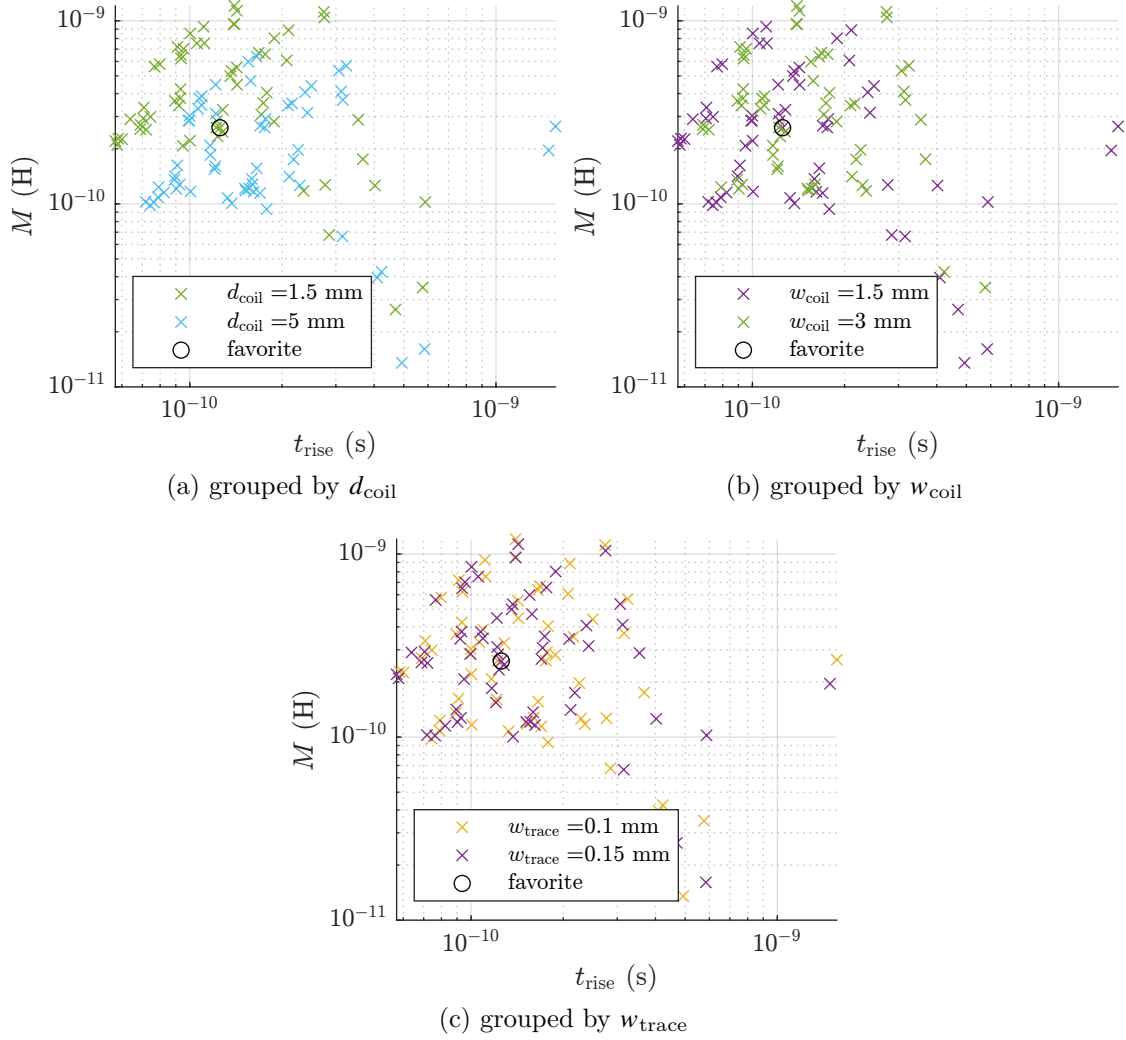 10⁻⁹
10⁻¹⁰
10⁻¹¹
M (H)
d_coil =1.5 mm
d_coil =5 mm
favorite
10⁻¹⁰
10⁻⁹
t_rise (s)
(a) grouped by d_coil
10⁻⁹
10⁻¹⁰
10⁻¹¹
M (H)
w_coil =1.5 mm
w_coil =3 mm
favorite
10⁻¹⁰
10⁻⁹
t_rise (s)
(b) grouped by w_coil
10⁻⁹
10⁻¹⁰
10⁻¹¹
M (H)
w_trace =0.1 mm
w_trace =0.15 mm
favorite
10⁻¹⁰
10⁻⁹
t_rise (s)
(c) grouped by w_trace